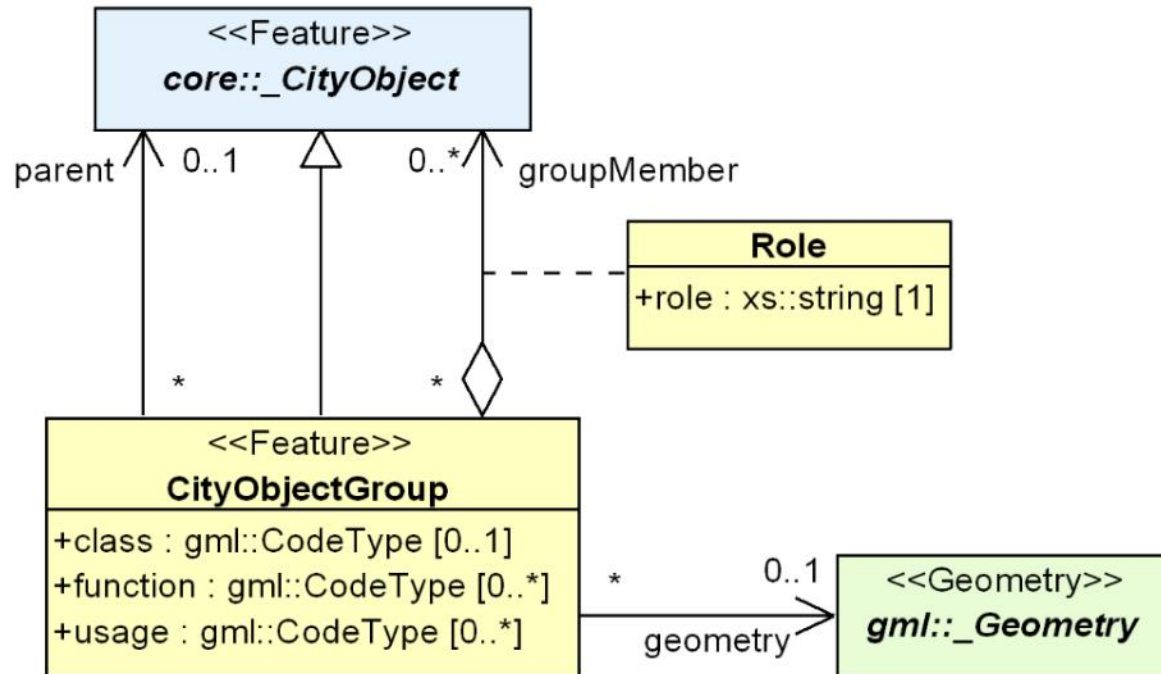 <<Feature>>
core::_CityObject
parent
0..1
0..*
groupMember
Role
+role : xs::string [1]
*
*
<<Feature>>
CityObjectGroup
+class : gml::CodeType [0..1]
+function : gml::CodeType [0..*]
+usage : gml::CodeType [0..*]
*
0..1
geometry
<<Geometry>>
gml::_Geometry